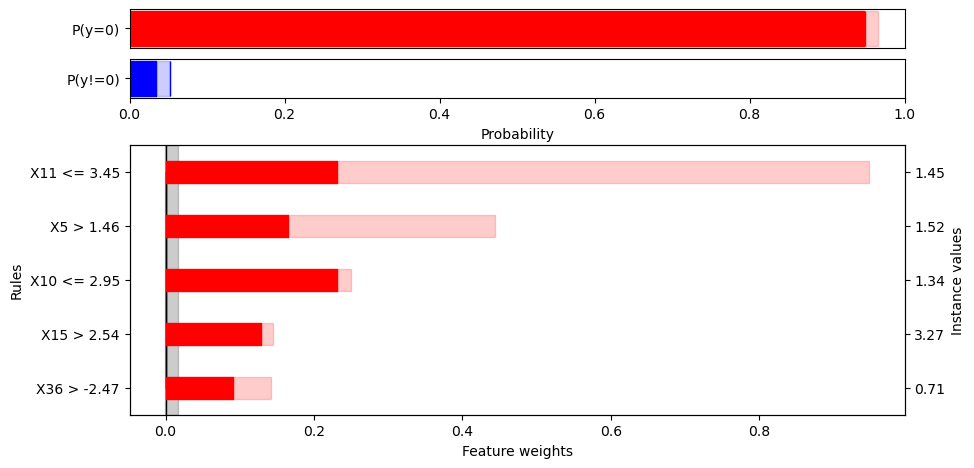 P(y=0)
P(y!=0)
0.0 0.2 0.4 0.6 0.8 1.0
Probability
X11 <= 3.45 1.45
X5 > 1.46 1.52
X10 <= 2.95 1.34
X15 > 2.54 3.27
X36 > -2.47 0.71
Rules
Instance values
0.0 0.2 0.4 0.6 0.8
Feature weights